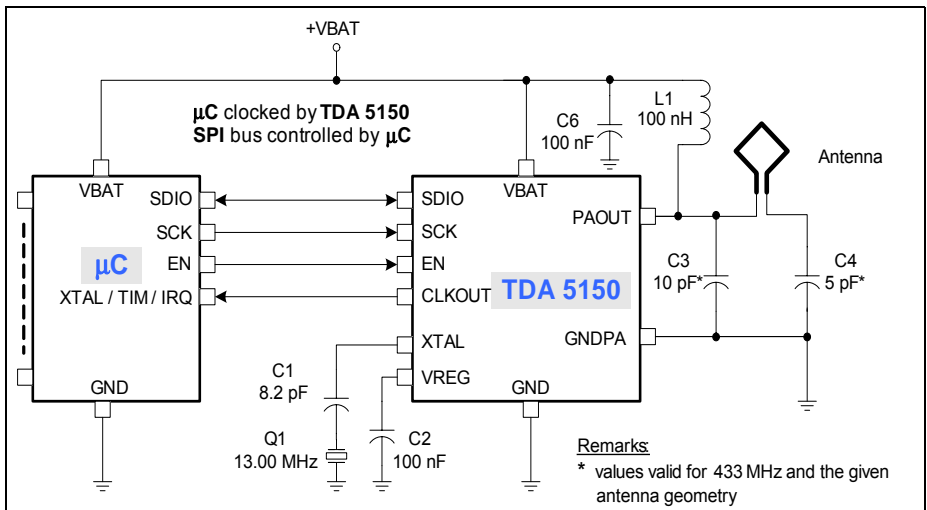 +VBAT
µC clocked by TDA 5150
SPI bus controlled by µC
C6
100 nF
L1
100 nH
Antenna
VBAT
SDIO
SCK
EN
XTAL / TIM / IRQ
µC
GND
VBAT
SDIO
SCK
EN
CLKOUT
XTAL
VREG
TDA 5150
PAOUT
GNDPA
GND
C3
10 pF*
C4
5 pF*
C1
8.2 pF
Q1
13.00 MHz
C2
100 nF
Remarks:
* values valid for 433 MHz and the given
antenna geometry